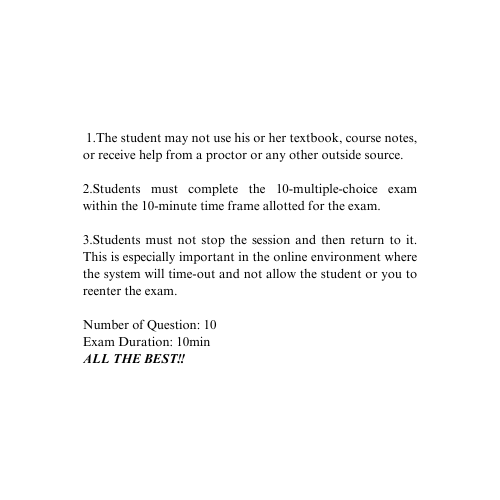 1.The student may not use his or her textbook, course notes,
or receive help from a proctor or any other outside source.
2.Students must complete the 10-multiple-choice exam
within the 10-minute time frame allotted for the exam.
3.Students must not stop the session and then return to it.
This is especially important in the online environment where
the system will time-out and not allow the student or you to
reenter the exam.
Number of Question: 10
Exam Duration: 10min
ALL THE BEST!!